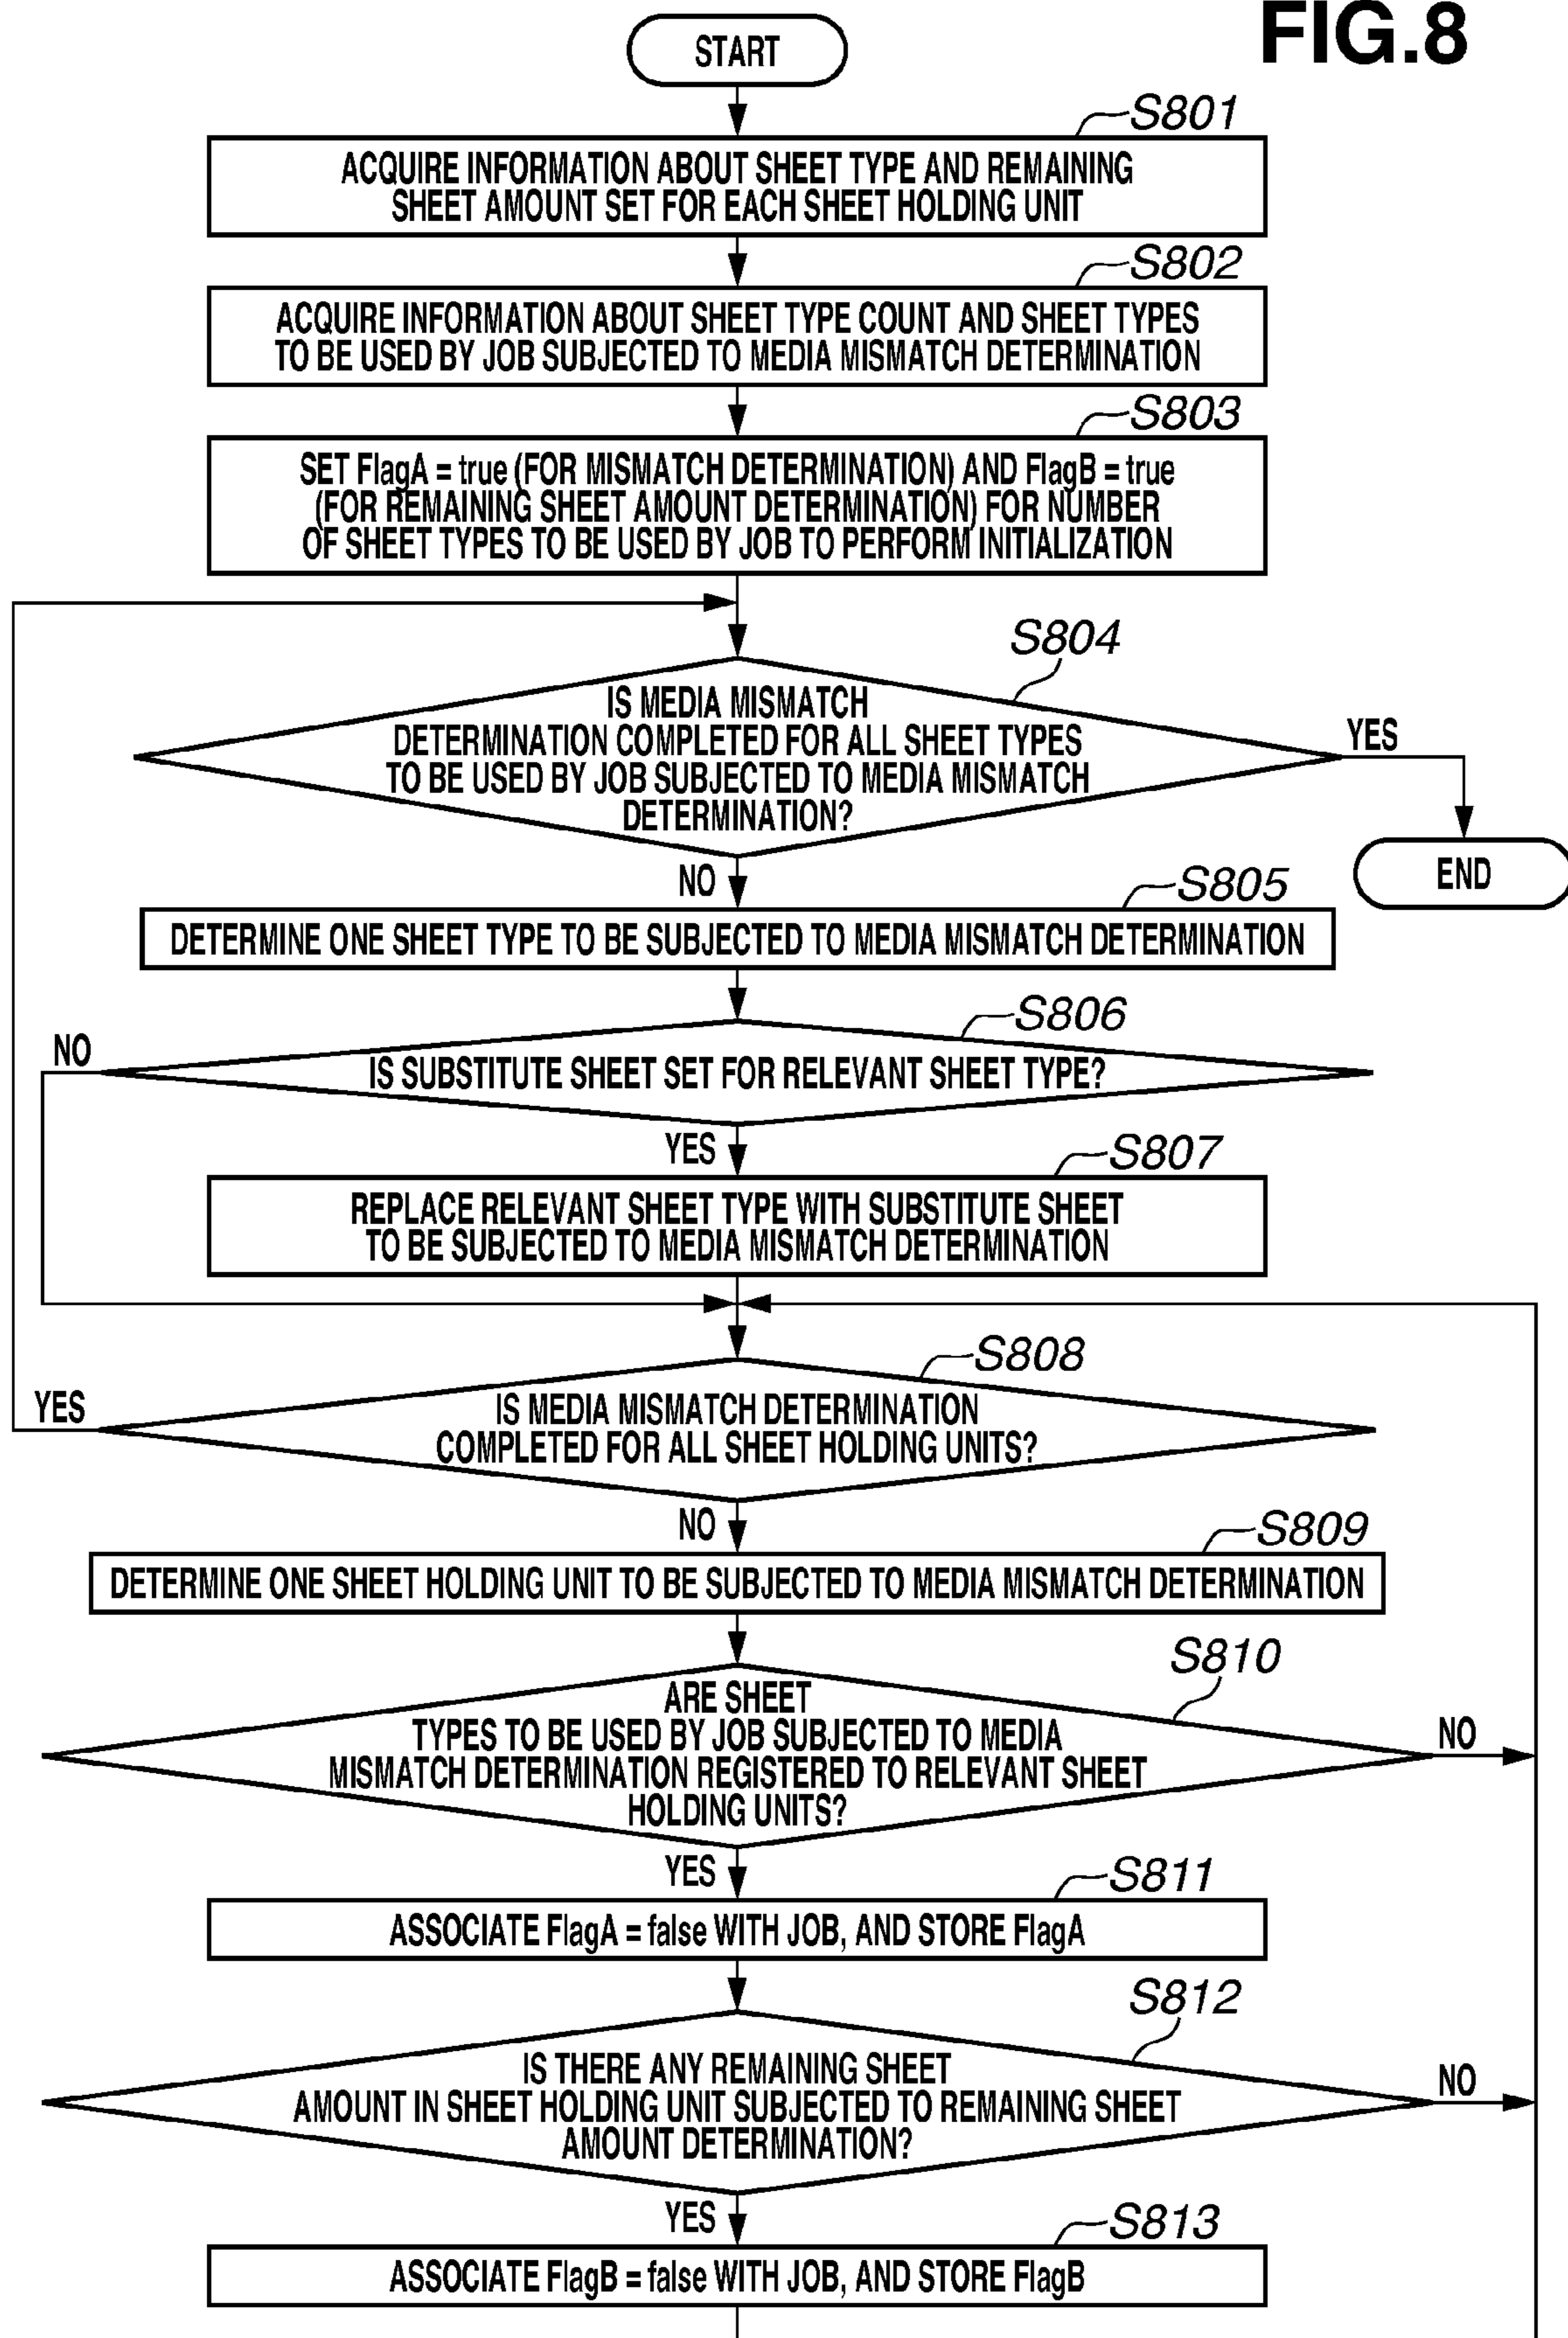 FIG.8
START
S801
ACQUIRE INFORMATION ABOUT SHEET TYPE AND REMAINING
SHEET AMOUNT SET FOR EACH SHEET HOLDING UNIT
S802
ACQUIRE INFORMATION ABOUT SHEET TYPE COUNT AND SHEET TYPES
TO BE USED BY JOB SUBJECTED TO MEDIA MISMATCH DETERMINATION
S803
SET FlagA = true (FOR MISMATCH DETERMINATION) AND FlagB = true
(FOR REMAINING SHEET AMOUNT DETERMINATION) FOR NUMBER
OF SHEET TYPES TO BE USED BY JOB TO PERFORM INITIALIZATION
S804
IS MEDIA MISMATCH
DETERMINATION COMPLETED FOR ALL SHEET TYPES
TO BE USED BY JOB SUBJECTED TO MEDIA MISMATCH
DETERMINATION?
YES
END
NO
S805
DETERMINE ONE SHEET TYPE TO BE SUBJECTED TO MEDIA MISMATCH DETERMINATION
S806
NO
IS SUBSTITUTE SHEET SET FOR RELEVANT SHEET TYPE?
YES
S807
REPLACE RELEVANT SHEET TYPE WITH SUBSTITUTE SHEET
TO BE SUBJECTED TO MEDIA MISMATCH DETERMINATION
S808
YES
IS MEDIA MISMATCH DETERMINATION
COMPLETED FOR ALL SHEET HOLDING UNITS?
NO
S809
DETERMINE ONE SHEET HOLDING UNIT TO BE SUBJECTED TO MEDIA MISMATCH DETERMINATION
S810
ARE SHEET
TYPES TO BE USED BY JOB SUBJECTED TO MEDIA
MISMATCH DETERMINATION REGISTERED TO RELEVANT SHEET
HOLDING UNITS?
NO
YES
S811
ASSOCIATE FlagA = false WITH JOB, AND STORE FlagA
S812
IS THERE ANY REMAINING SHEET
AMOUNT IN SHEET HOLDING UNIT SUBJECTED TO REMAINING SHEET
AMOUNT DETERMINATION?
NO
YES
S813
ASSOCIATE FlagB = false WITH JOB, AND STORE FlagB